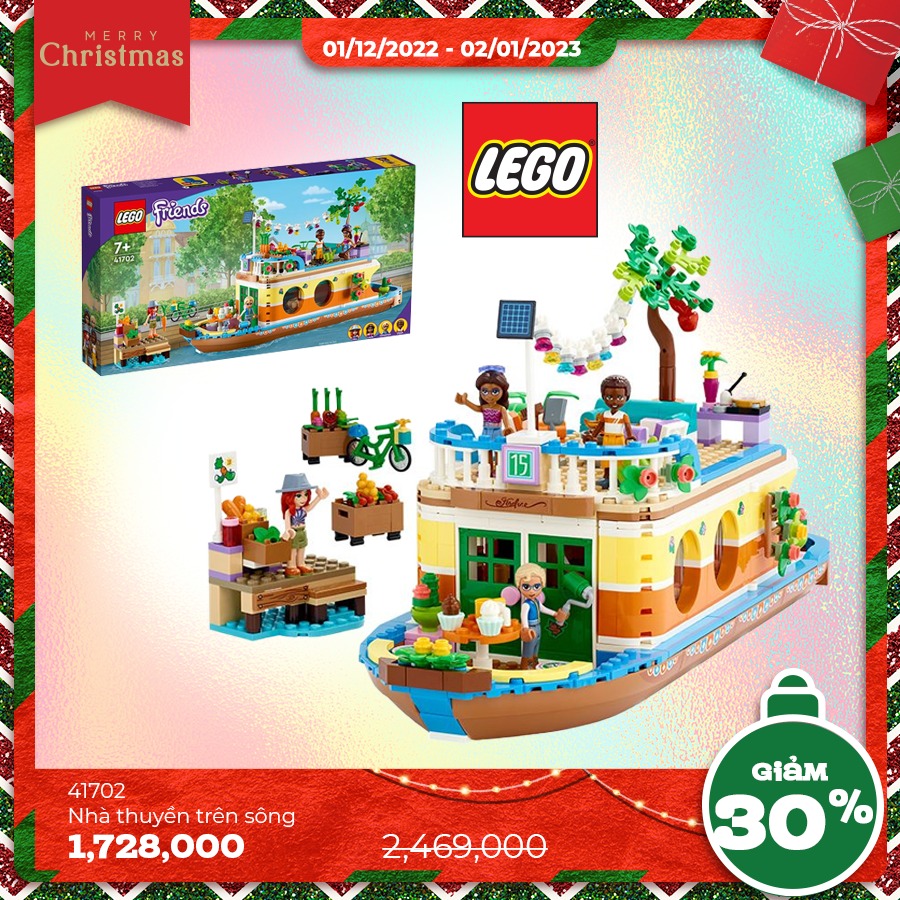 MERRY
Christmas
01/12/2022 - 02/01/2023
LEGO
LEGO Friends
7+
41702
15
41702
Nhà thuyền trên sông
1,728,000
2,469,000
GIẢM
30%